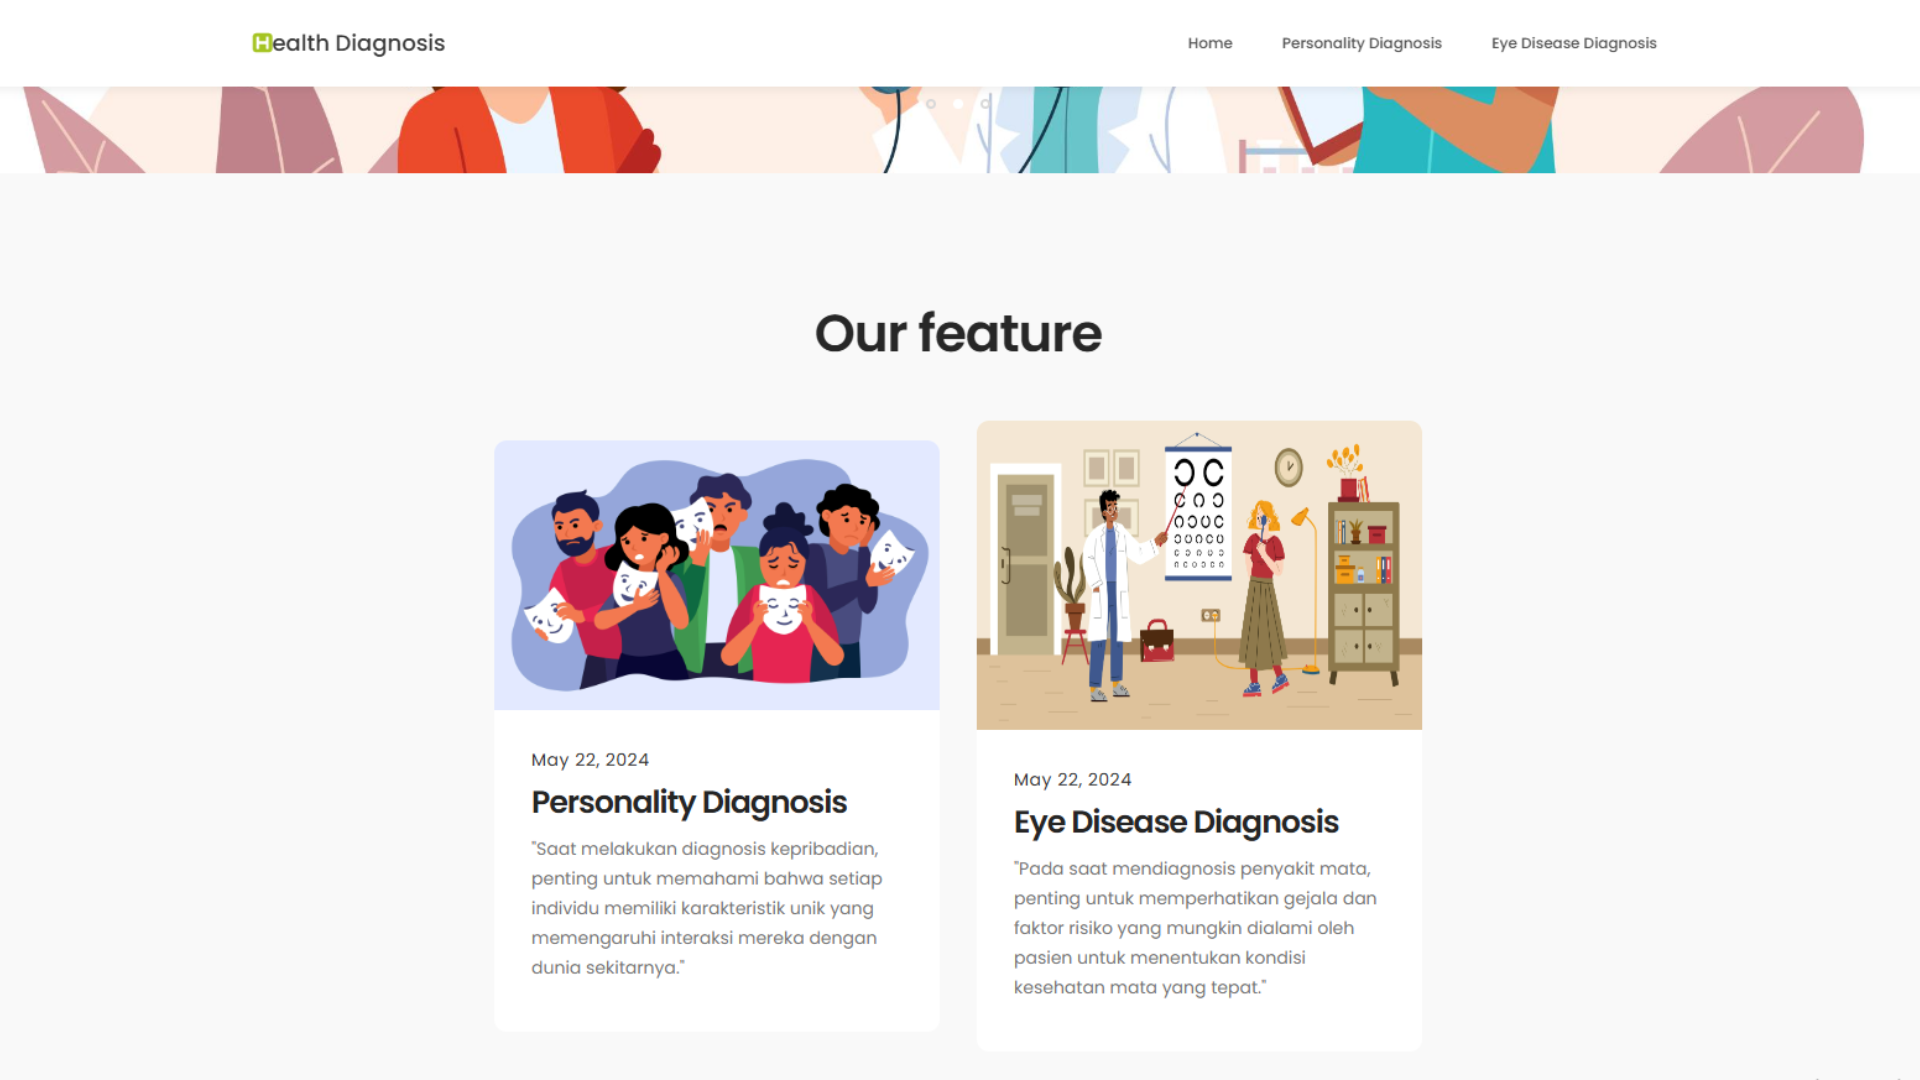 Health Diagnosis
Home
Personality Diagnosis
Eye Disease Diagnosis
Our feature
May 22, 2024
Personality Diagnosis
"Saat melakukan diagnosis kepribadian,
penting untuk memahami bahwa setiap
individu memiliki karakteristik unik yang
memengaruhi interaksi mereka dengan
dunia sekitarnya."
May 22, 2024
Eye Disease Diagnosis
"Pada saat mendiagnosis penyakit mata,
penting untuk memperhatikan gejala dan
faktor risiko yang mungkin dialami oleh
pasien untuk menentukan kondisi
kesehatan mata yang tepat."